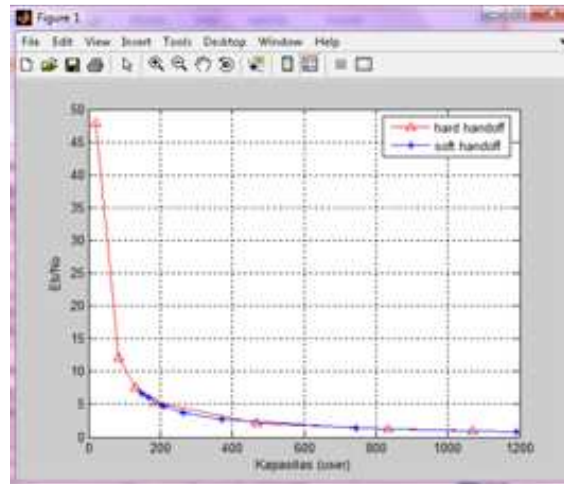 Figure 1
File Edit View Insert Tools Desktop Window Help
50
45
40
35
30
25
20
15
10
5
0
Eb/No
hard handoff
soft handoff
0 200 400 600 800 1000 1200
Kapasitas (user)